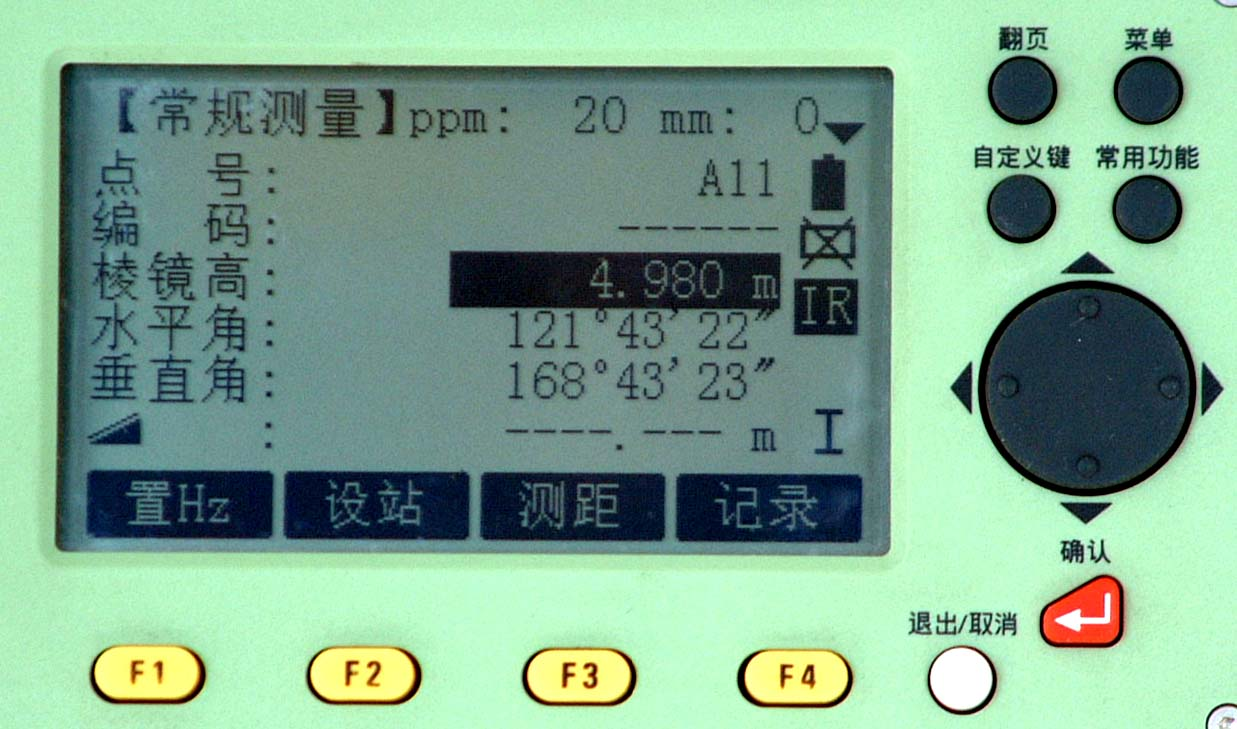 【常规测量】ppm: 20 mm: 0
点 号: A11
编 码: ------
棱镜高: 4.980 m
水平角: 121°43′22″
垂直角: 168°43′23″
: ----.--- m
IR
I
置Hz 设站 测距 记录
翻页 菜单
自定义键 常用功能
确认
退出/取消
F1 F2 F3 F4